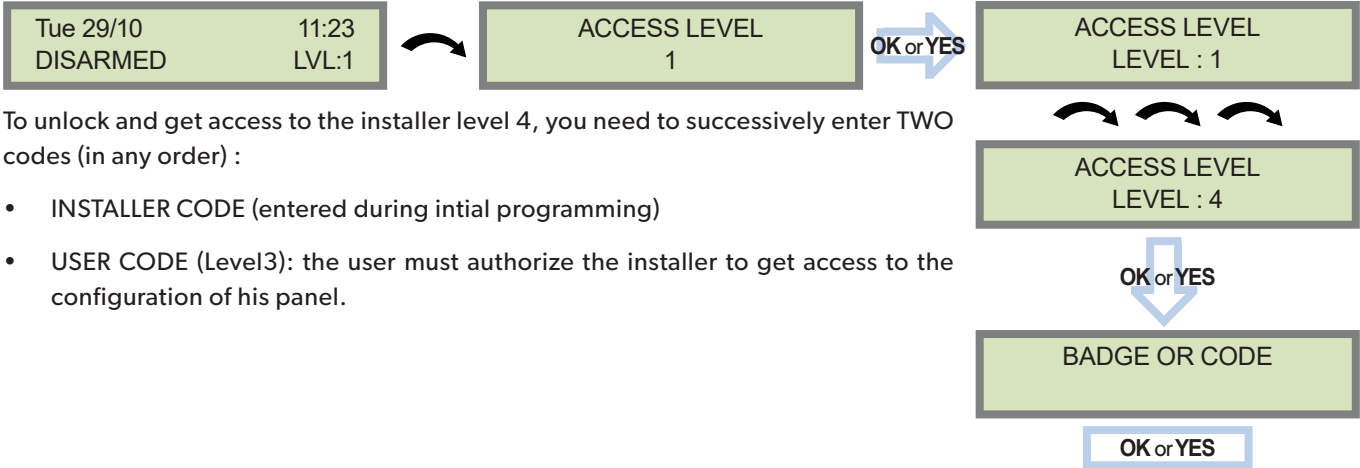 Tue 29/10 11:23
DISARMED LVL:1
ACCESS LEVEL
1
OK or YES
ACCESS LEVEL
LEVEL : 1
To unlock and get access to the installer level 4, you need to successively enter TWO
codes (in any order) :
• INSTALLER CODE (entered during intial programming)
• USER CODE (Level3): the user must authorize the installer to get access to the
configuration of his panel.
ACCESS LEVEL
LEVEL : 4
OK or YES
BADGE OR CODE
OK or YES